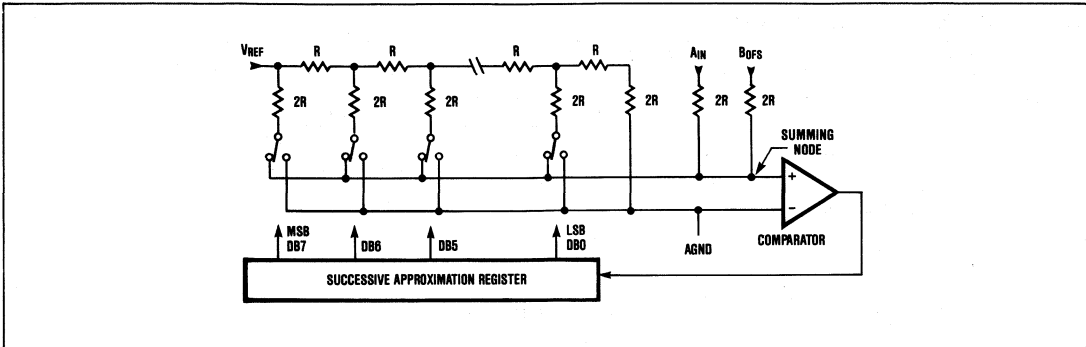 VREF R R R R AIN BOFS
2R 2R 2R 2R 2R 2R 2R
SUMMING
NODE
+
−
COMPARATOR
AGND
MSB
DB7 DB6 DB5 LSB
DB0
SUCCESSIVE APPROXIMATION REGISTER